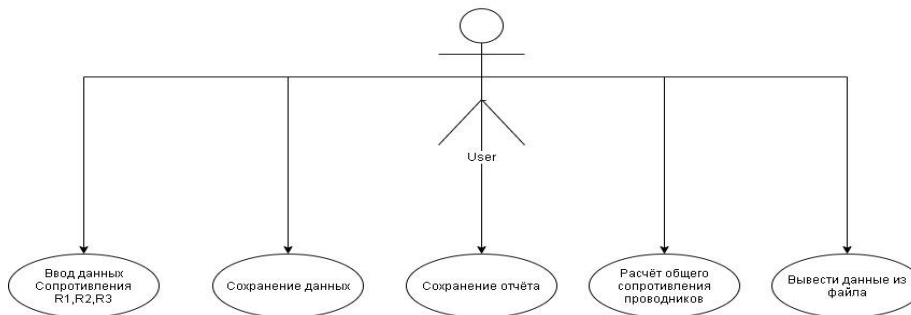 User
Ввод данных
Сопротивления
R1,R2,R3
Сохранение данных
Сохранение отчёта
Расчёт общего
сопротивления
проводников
Вывести данные из
файла